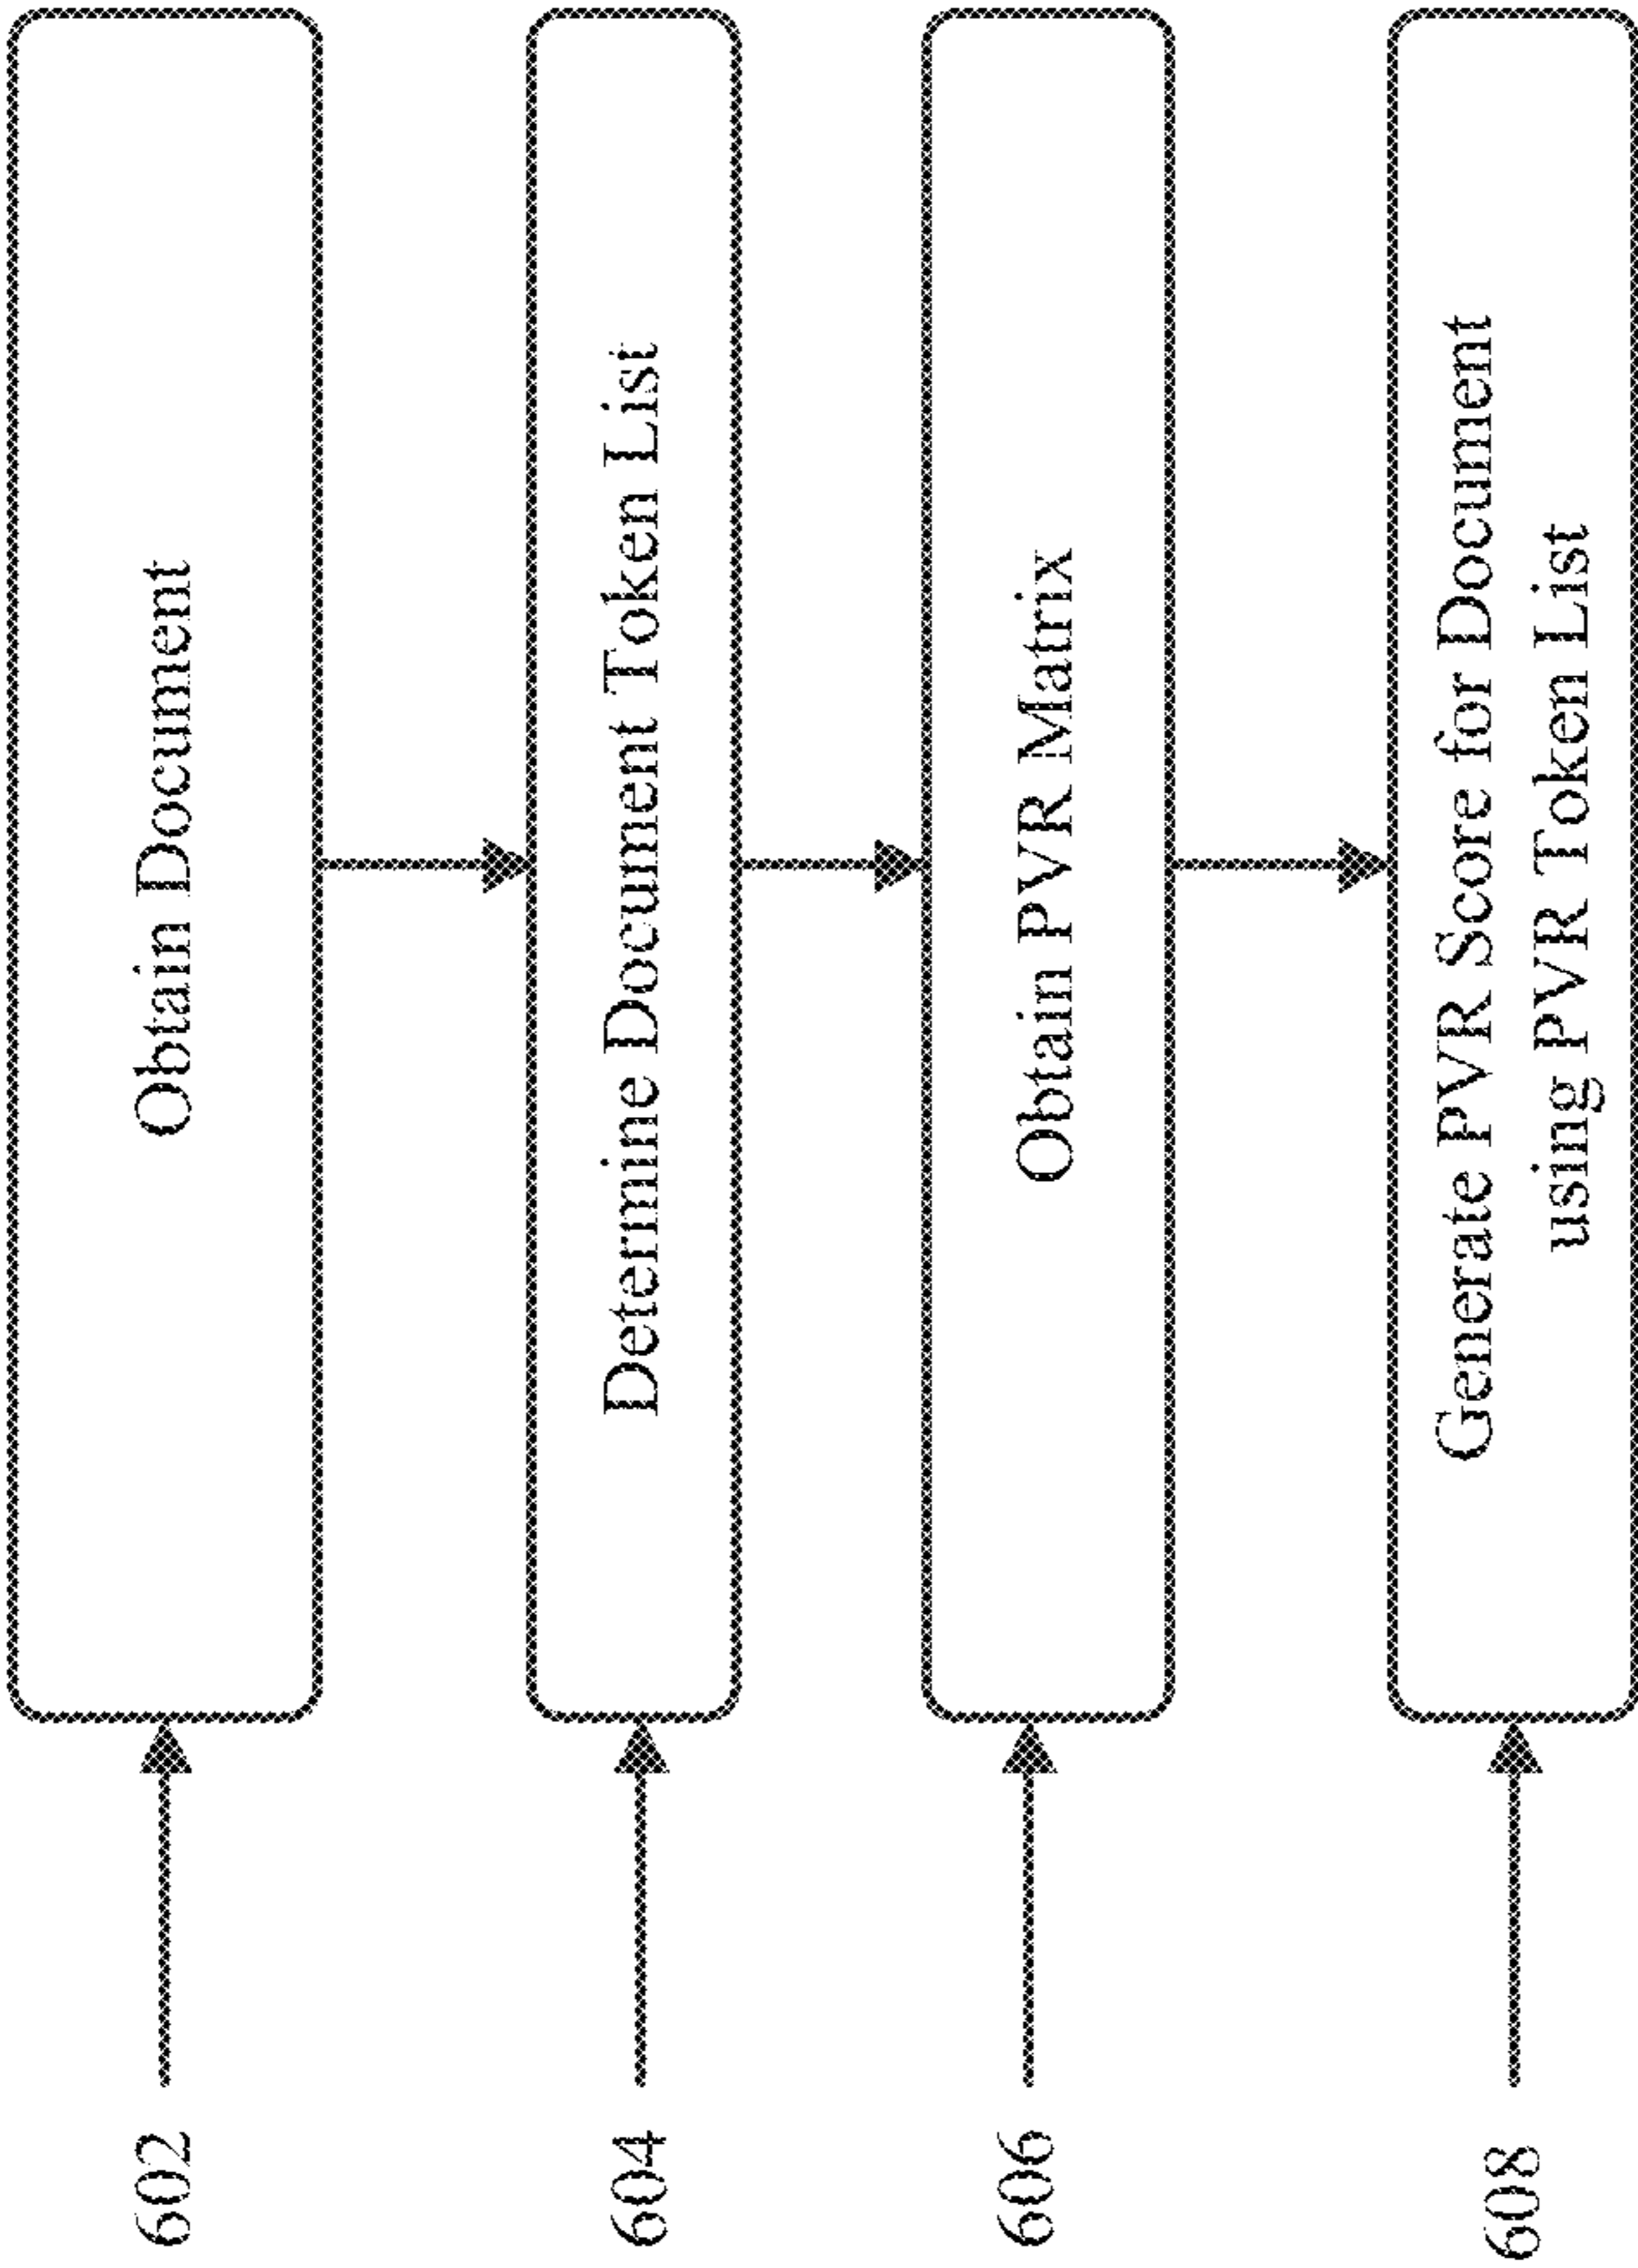 602
Obtain Document
604
Determine Document Token List
606
Obtain PVR Matrix
608
Generate PVR Score for Document
using PVR Token List